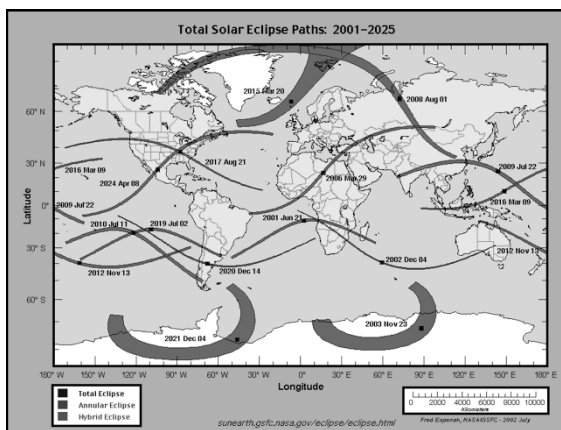 Total Solar Eclipse Paths: 2001–2025
2015 Mar 20
2008 Aug 01
60° N
2017 Aug 21
2016 Mar 09
2006 Mar 29
2009 Jul 22
30° N
2024 Apr 08
2016 Mar 09
2009 Jul 22
Latitude
0°
2010 Jul 11
2019 Jul 02
2001 Jun 21
2012 Nov 13
30° S
2002 Dec 04
2020 Dec 14
2012 Nov 13
60° S
2003 Nov 23
2021 Dec 04
180° W 150° W 120° W 90° W 60° W 30° W 0° 30° E 60° E 90° E 120° E 150° E 180° E
Longitude
Total Eclipse
Annular Eclipse
Hybrid Eclipse
0 2000 4000 6000 8000 10000
Kilometers
sunearth.gsfc.nasa.gov/eclipse/eclipse.html
Fred Espenak, NASA/GSFC - 2002 July